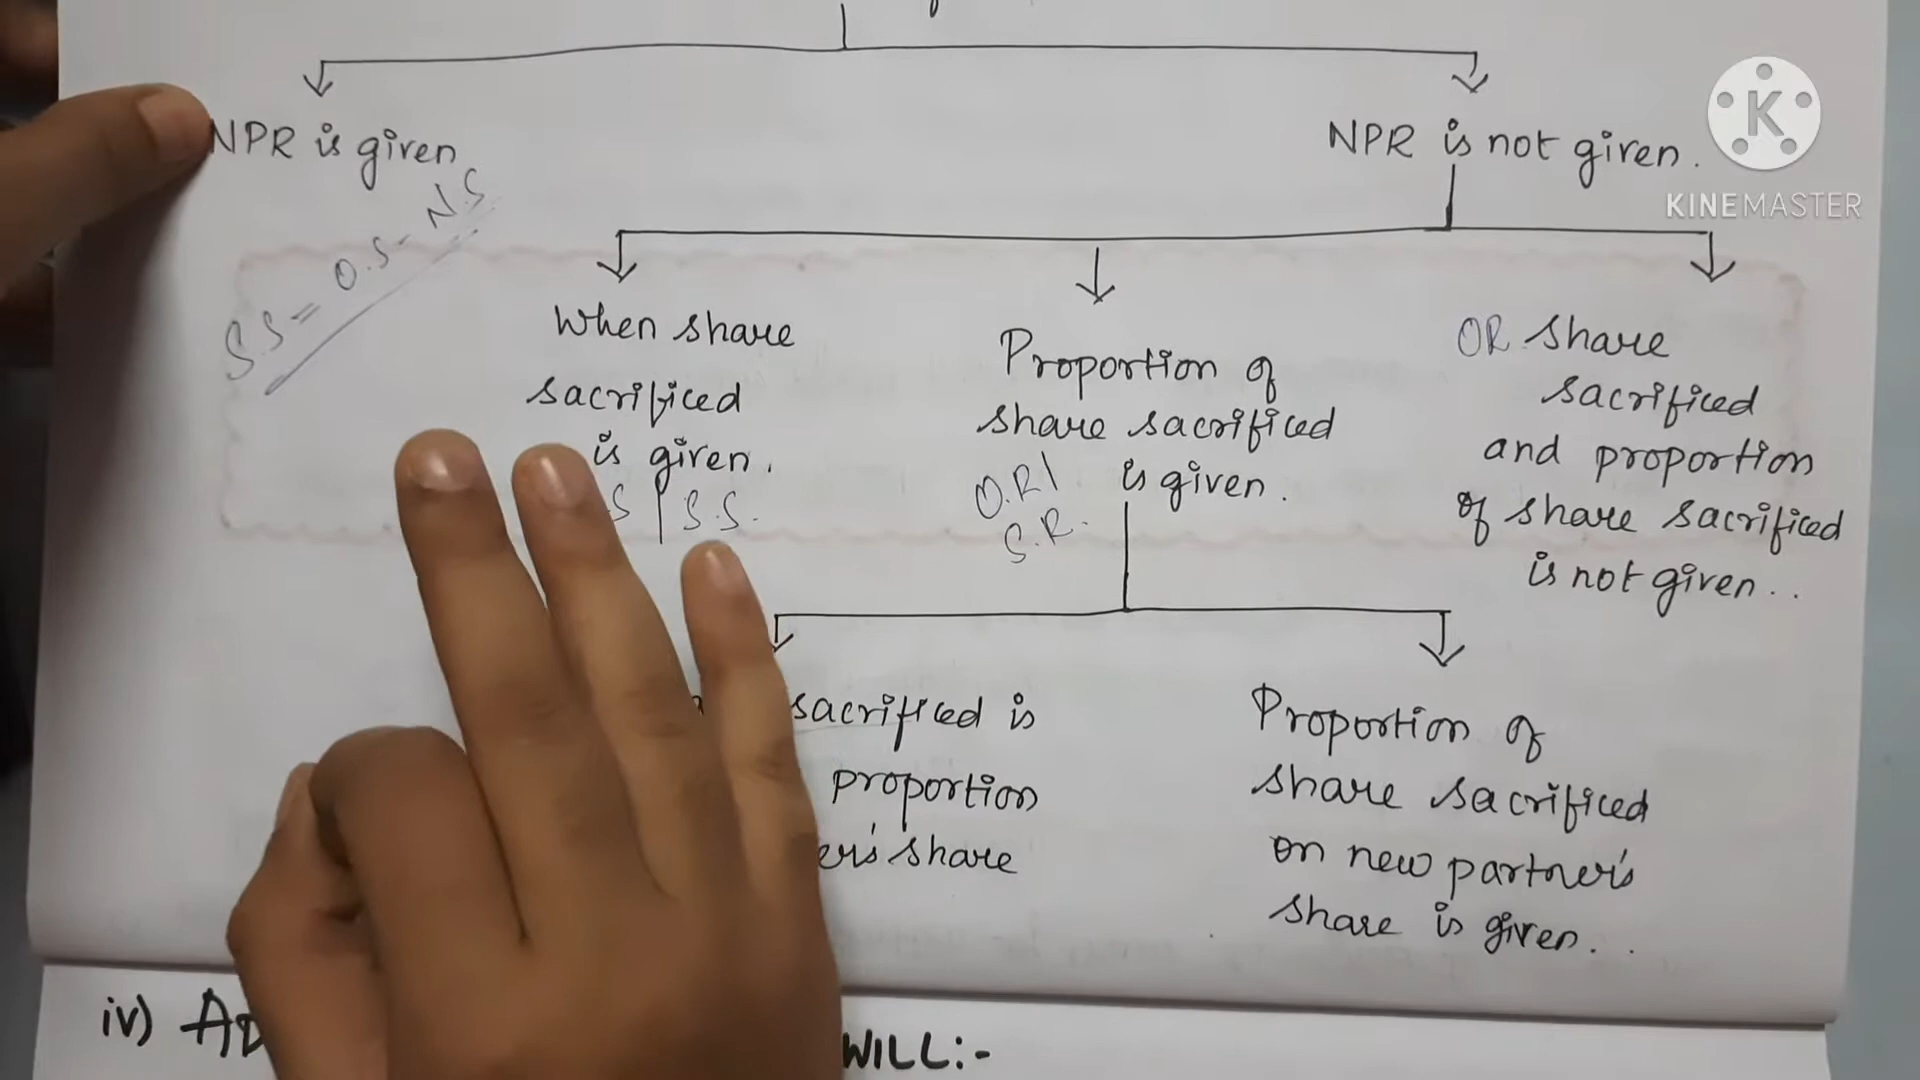 NPR is given
NPR is not given.
S.S = O.S - N.S
When share
sacrificed
is given.
S | S.S.
Proportion of
share sacrificed
is given.
O.R/
S.R.
OR share
sacrificed
and proportion
of share sacrificed
is not given..
sacrificed is
proportion
er's share
Proportion of
share sacrificed
on new partner's
share is given..
iv) AD
WILL:-
K
KINEMASTER